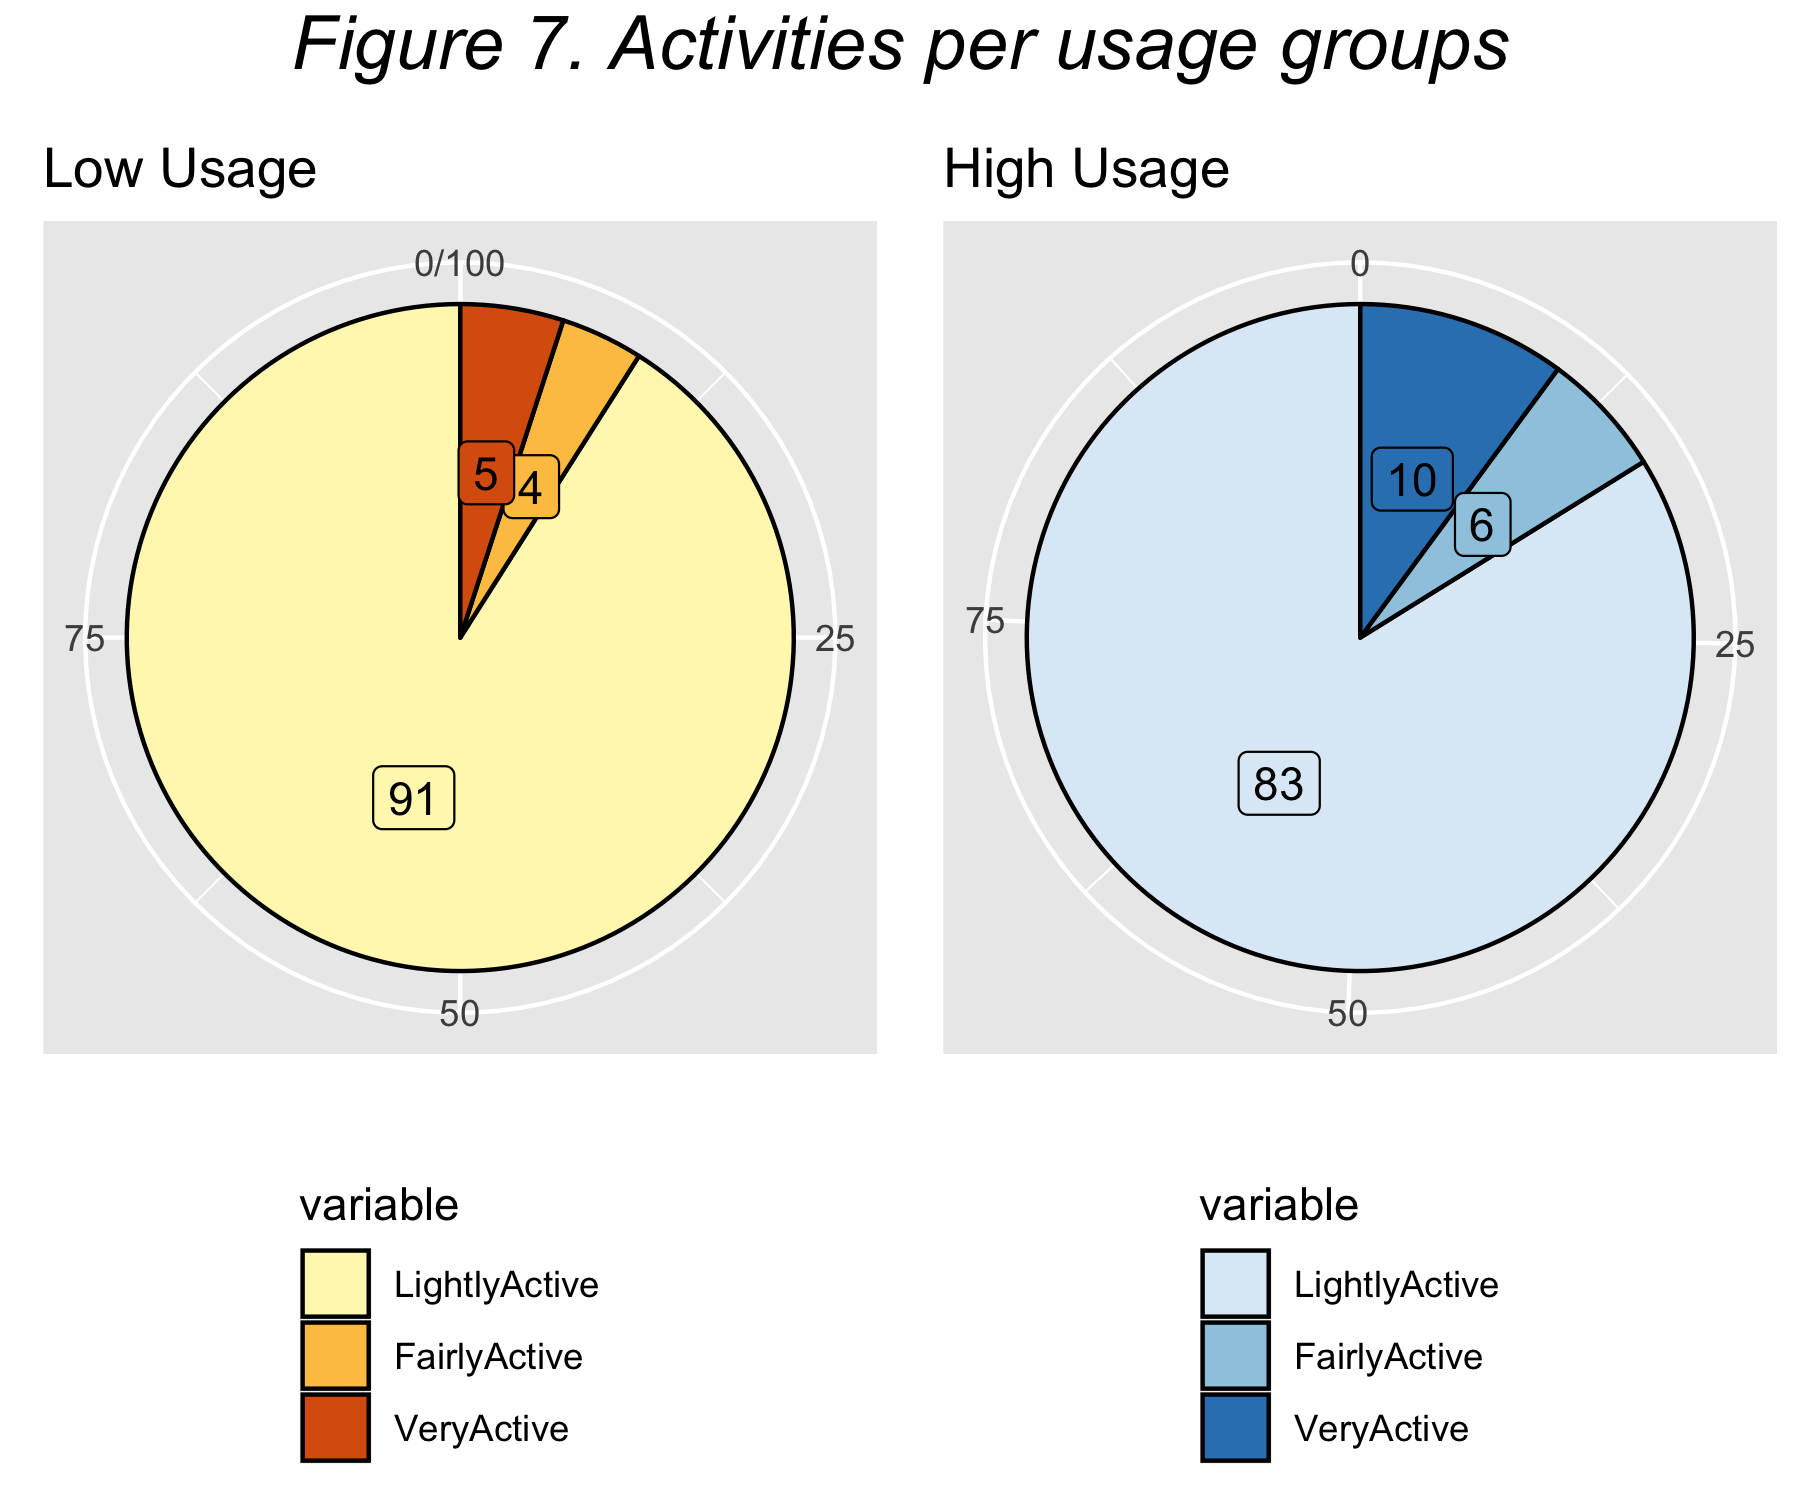 Figure 7. Activities per usage groups
Low Usage
0/100
5
4
75
25
91
50
variable
LightlyActive
FairlyActive
VeryActive
High Usage
0
10
6
75
25
83
50
variable
LightlyActive
FairlyActive
VeryActive